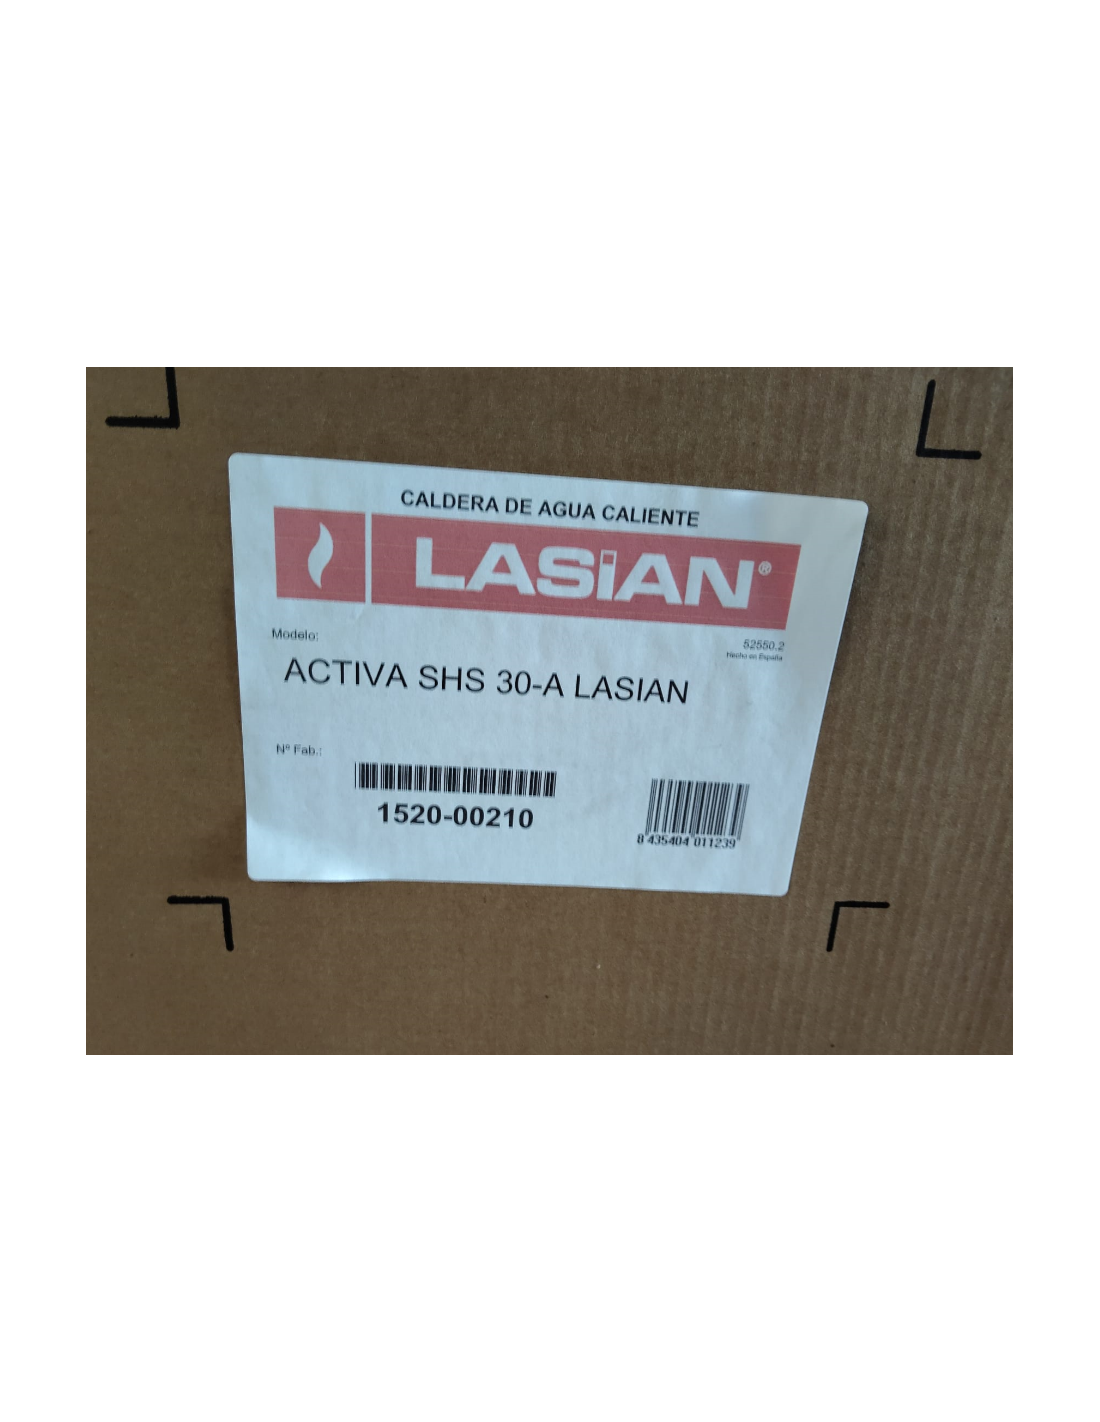 CALDERA DE AGUA CALIENTE
LASiAN®
Modelo:
52550.2
Hecho en España
ACTIVA SHS 30-A LASIAN
Nº Fab.:
1520-00210
8 435404 011239